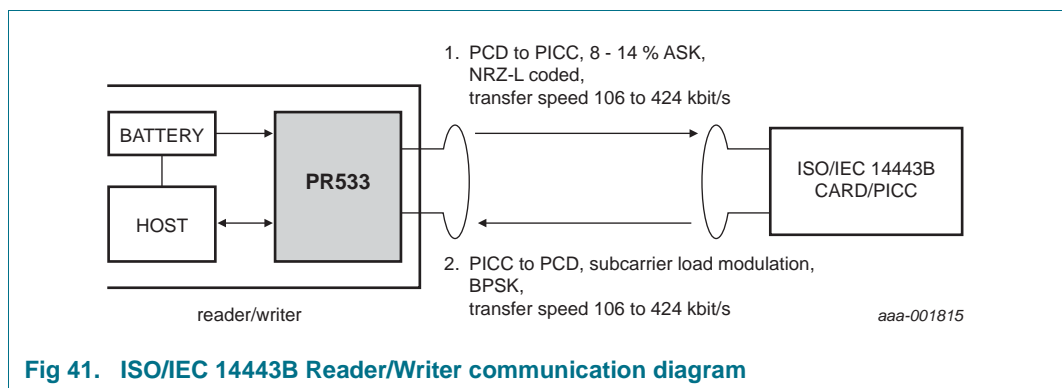 1. PCD to PICC, 8 - 14 % ASK,
NRZ-L coded,
transfer speed 106 to 424 kbit/s
BATTERY
HOST
PR533
ISO/IEC 14443B
CARD/PICC
2. PICC to PCD, subcarrier load modulation,
BPSK,
transfer speed 106 to 424 kbit/s
reader/writer
aaa-001815
Fig 41. ISO/IEC 14443B Reader/Writer communication diagram